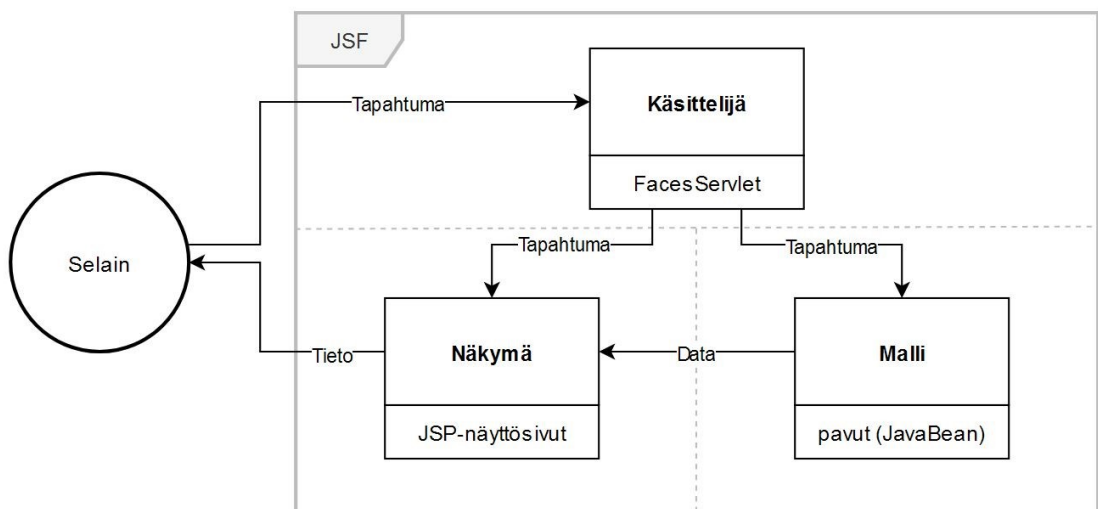 JSF
Tapahtuma
Käsittelijä
FacesServlet
Selain
Tapahtuma
Tapahtuma
Tieto
Näkymä
Data
Malli
JSP-näyttösivut
pavut (JavaBean)